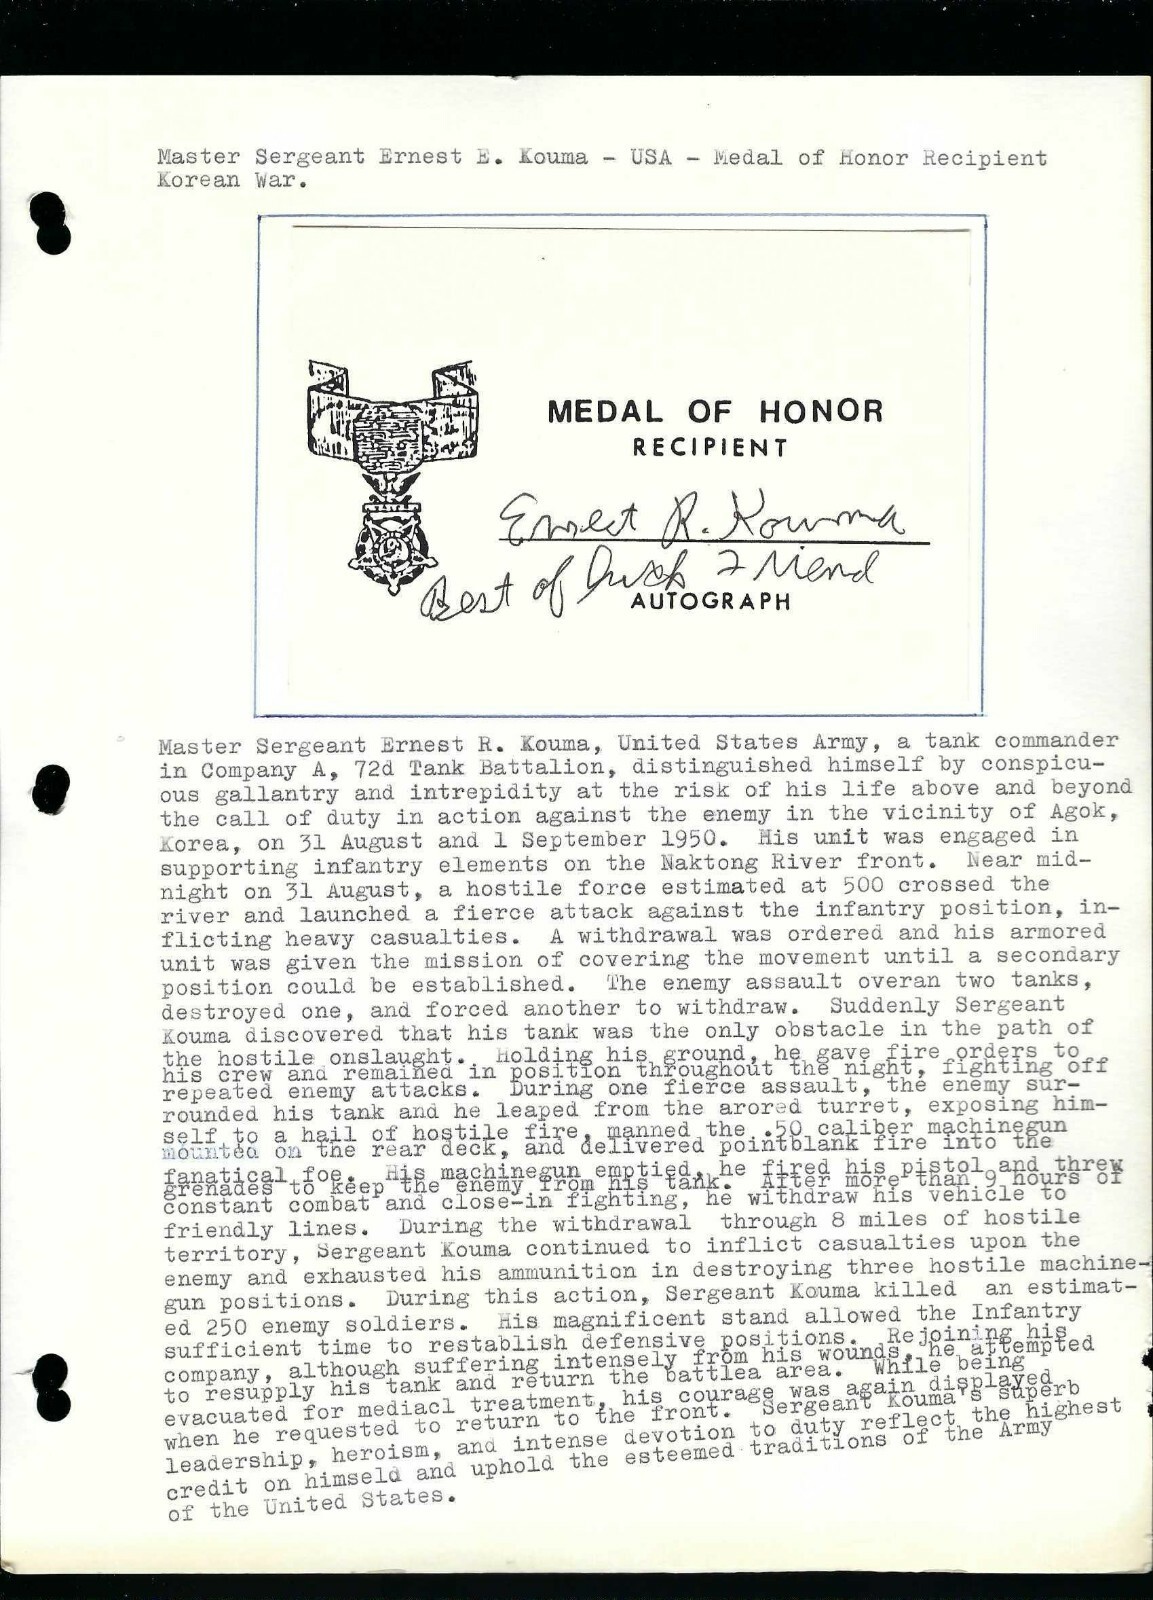 Master Sergeant Ernest E. Kouma - USA - Medal of Honor Recipient
Korean War.
MEDAL OF HONOR
RECIPIENT
Ernest R. Kouma
Best of Luck Friend
AUTOGRAPH
Master Sergeant Ernest R. Kouma, United States Army, a tank commander
in Company A, 72d Tank Battalion, distinguished himself by conspicu-
ous gallantry and intrepidity at the risk of his life above and beyond
the call of duty in action against the enemy in the vicinity of Agok,
Korea, on 31 August and 1 September 1950. His unit was engaged in
supporting infantry elements on the Naktong River front. Near mid-
night on 31 August, a hostile force estimated at 500 crossed the
river and launched a fierce attack against the infantry position, in-
flicting heavy casualties. A withdrawal was ordered and his armored
unit was given the mission of covering the movement until a secondary
position could be established. The enemy assault overan two tanks,
destroyed one, and forced another to withdraw. Suddenly Sergeant
Kouma discovered that his tank was the only obstacle in the path of
the hostile onslaught. Holding his ground, he gave fire orders to
his crew and remained in position throughout the night, fighting off
repeated enemy attacks. During one fierce assault, the enemy sur-
rounded his tank and he leaped from the arored turret, exposing him-
self to a hail of hostile fire, manned the .50 caliber machinegun
mounted on the rear deck, and delivered pointblank fire into the
fanatical foe. His machinegun emptied, he fired his pistol and threw
grenades to keep the enemy from his tank. After more than 9 hours of
constant combat and close-in fighting, he withdraw his vehicle to
friendly lines. During the withdrawal through 8 miles of hostile
territory, Sergeant Kouma continued to inflict casualties upon the
enemy and exhausted his ammunition in destroying three hostile machine-
gun positions. During this action, Sergeant Kouma killed an estimat-
ed 250 enemy soldiers. His magnificent stand allowed the Infantry
sufficient time to restablish defensive positions. Rejoining his
company, although suffering intensely from his wounds, he attempted
to resupply his tank and return the battlea area. While being
evacuated for mediacl treatment, his courage was again displayed
when he requested to return to the front. Sergeant Kouma's superb
leadership, heroism, and intense devotion to duty reflect the highest
credit on himseld and uphold the esteemed traditions of the Army
of the United States.